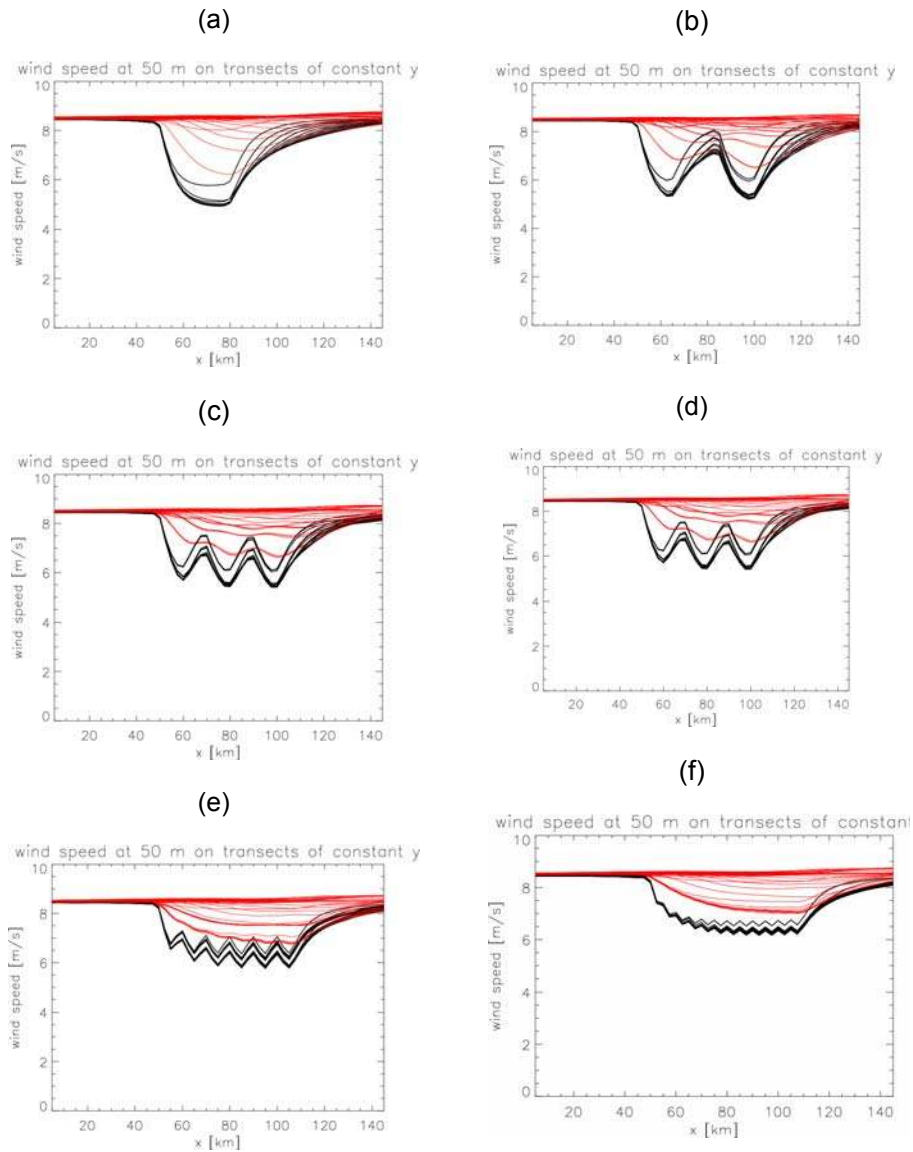 (a)
wind speed at 50 m on transects of constant y
10
8
6
4
2
0
wind speed [m/s]
20 40 60 80 100 120 140
x [km]
(b)
wind speed at 50 m on transects of constant y
10
8
6
4
2
0
wind speed [m/s]
20 40 60 80 100 120 140
x [km]
(c)
wind speed at 50 m on transects of constant y
10
8
6
4
2
0
wind speed [m/s]
20 40 60 80 100 120 140
x [km]
(d)
wind speed at 50 m on transects of constant y
10
8
6
4
2
0
wind speed [m/s]
20 40 60 80 100 120 140
x [km]
(e)
wind speed at 50 m on transects of constant y
10
8
6
4
2
0
wind speed [m/s]
20 40 60 80 100 120 140
x [km]
(f)
wind speed at 50 m on transects of constant
10
8
6
4
2
0
wind speed [m/s]
20 40 60 80 100 120 140
x [km]